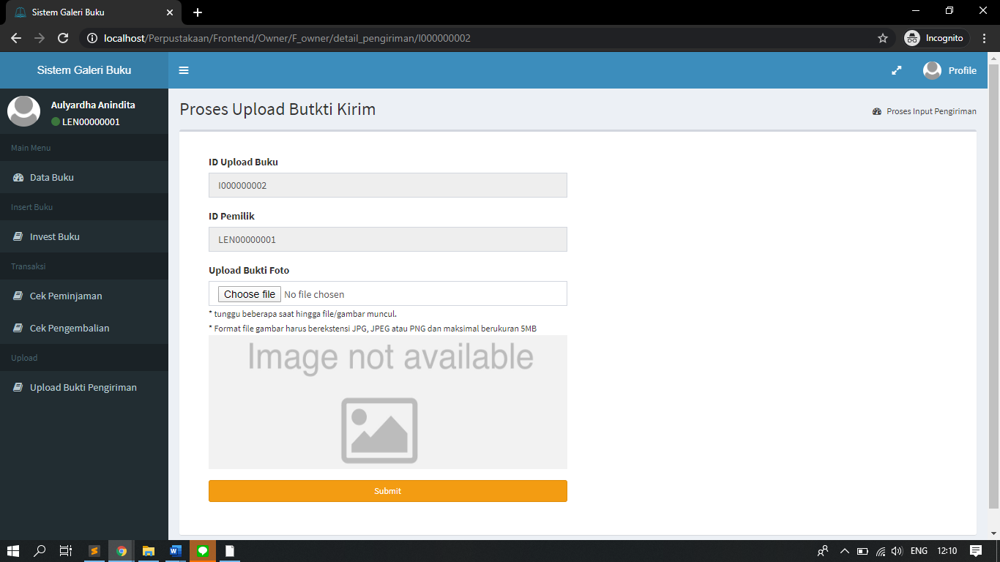 Sistem Galeri Buku
localhost/Perpustakaan/Frontend/Owner/F_owner/detail_pengiriman/I000000002
Incognito
Sistem Galeri Buku
Profile
Aulyardha Anindita
LEN00000001
Proses Upload Butkti Kirim
Proses Input Pengiriman
Main Menu
Data Buku
Insert Buku
Invest Buku
Transaksi
Cek Peminjaman
Cek Pengembalian
Upload
Upload Bukti Pengiriman
ID Upload Buku
I000000002
ID Pemilik
LEN00000001
Upload Bukti Foto
Choose file No file chosen
* tunggu beberapa saat hingga file/gambar muncul.
* Format file gambar harus berekstensi JPG, JPEG atau PNG dan maksimal berukuran 5MB
Image not available
Submit
ENG 12:10